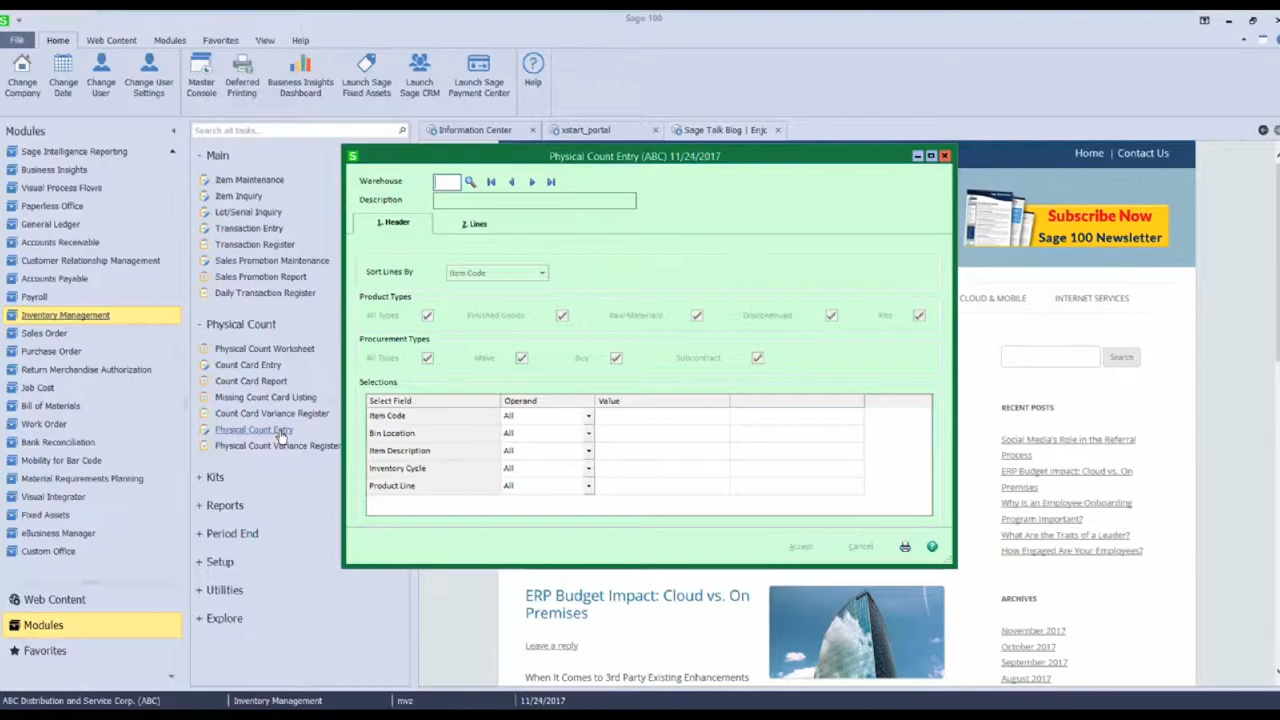 Sage 100
File Home Web Content Modules Favorites View Help
Change Company
Change Date
Change User
Change User Settings
Master Console
Deferred Printing
Business Insights Dashboard
Launch Sage Fixed Assets
Launch Sage CRM
Launch Sage Payment Center
Help
Modules
Sage Intelligence Reporting
Business Insights
Visual Process Flows
Paperless Office
General Ledger
Accounts Receivable
Customer Relationship Management
Accounts Payable
Payroll
Inventory Management
Sales Order
Purchase Order
Return Merchandise Authorization
Job Cost
Bill of Materials
Work Order
Bank Reconciliation
Mobility for Bar Code
Material Requirements Planning
Visual Integrator
Fixed Assets
eBusiness Manager
Custom Office
Web Content
Modules
Favorites
Search all tasks...
- Main
Item Maintenance
Item Inquiry
Lot/Serial Inquiry
Transaction Entry
Transaction Register
Sales Promotion Maintenance
Sales Promotion Report
Daily Transaction Register
- Physical Count
Physical Count Worksheet
Count Card Entry
Count Card Report
Missing Count Card Listing
Count Card Variance Register
Physical Count Entry
Physical Count Variance Register
+ Kits
+ Reports
+ Period End
+ Setup
+ Utilities
+ Explore
Information Center
xstart_portal
Sage Talk Blog | Enjc
Physical Count Entry (ABC) 11/24/2017
Warehouse
Description
1. Header 2. Lines
Sort Lines By Item Code
Product Types
All Types Finished Goods Raw Materials Discontinued Kits
Procurement Types
All Types Make Buy Subcontract
Selections
Select Field Operand Value
Item Code All
Bin Location All
Item Description All
Inventory Cycle All
Product Line All
Accept Cancel
Home | Contact Us
Subscribe Now
Sage 100 Newsletter
CLOUD & MOBILE INTERNET SERVICES
Search
RECENT POSTS
Social Media's Role in the Referral
Process
ERP Budget Impact: Cloud vs. On
Premises
Why Is an Employee Onboarding
Program Important?
What Are the Traits of a Leader?
How Engaged Are Your Employees?
ARCHIVES
November 2017
October 2017
September 2017
August 2017
ERP Budget Impact: Cloud vs. On
Premises
Leave a reply
When it Comes to 3rd Party Existing Enhancements
ABC Distribution and Service Corp. (ABC) Inventory Management mvz 11/24/2017